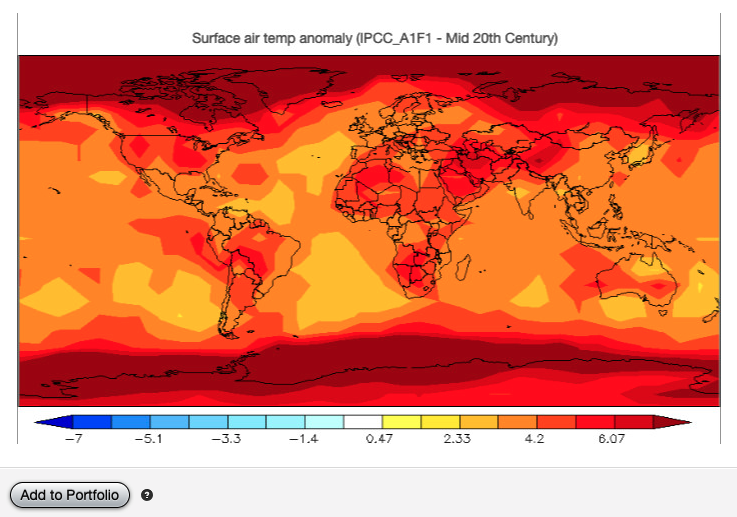 Surface air temp anomaly (IPCC_A1F1 - Mid 20th Century)
−7 −5.1 −3.3 −1.4 0.47 2.33 4.2 6.07
Add to Portfolio ?